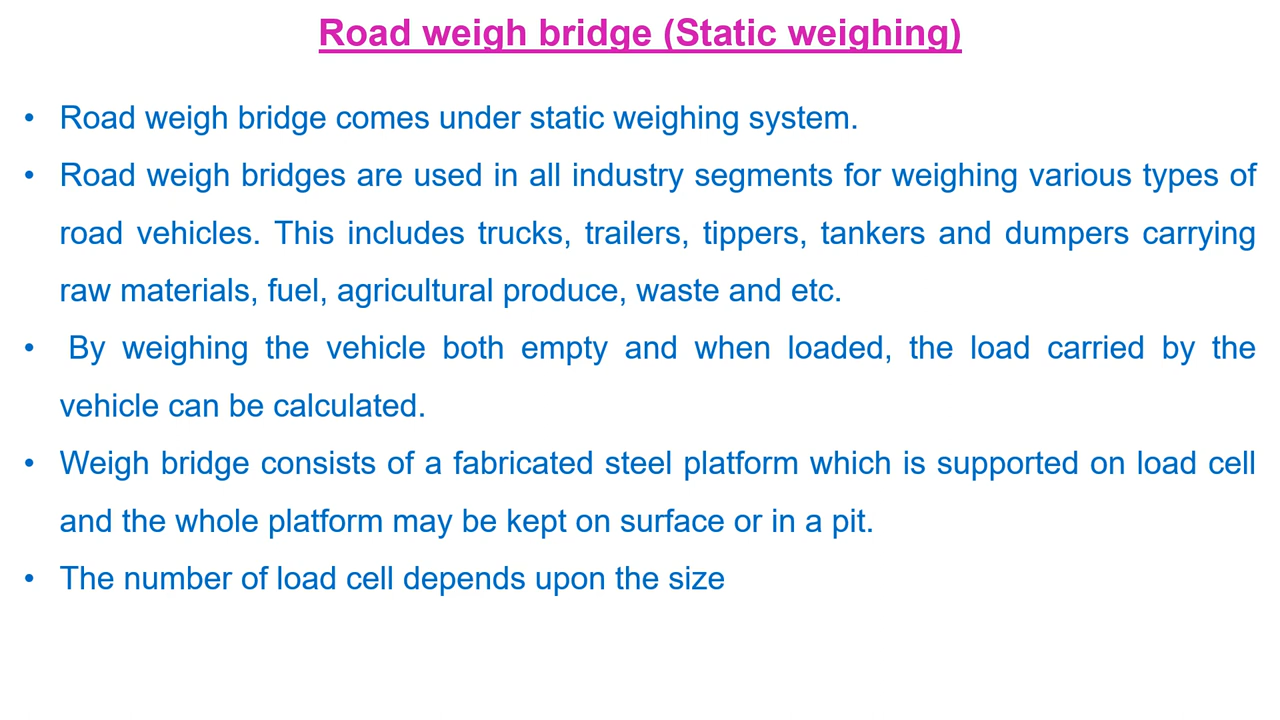 Road weigh bridge (Static weighing)
• Road weigh bridge comes under static weighing system.
• Road weigh bridges are used in all industry segments for weighing various types of
road vehicles. This includes trucks, trailers, tippers, tankers and dumpers carrying
raw materials, fuel, agricultural produce, waste and etc.
• By weighing the vehicle both empty and when loaded, the load carried by the
vehicle can be calculated.
• Weigh bridge consists of a fabricated steel platform which is supported on load cell
and the whole platform may be kept on surface or in a pit.
• The number of load cell depends upon the size